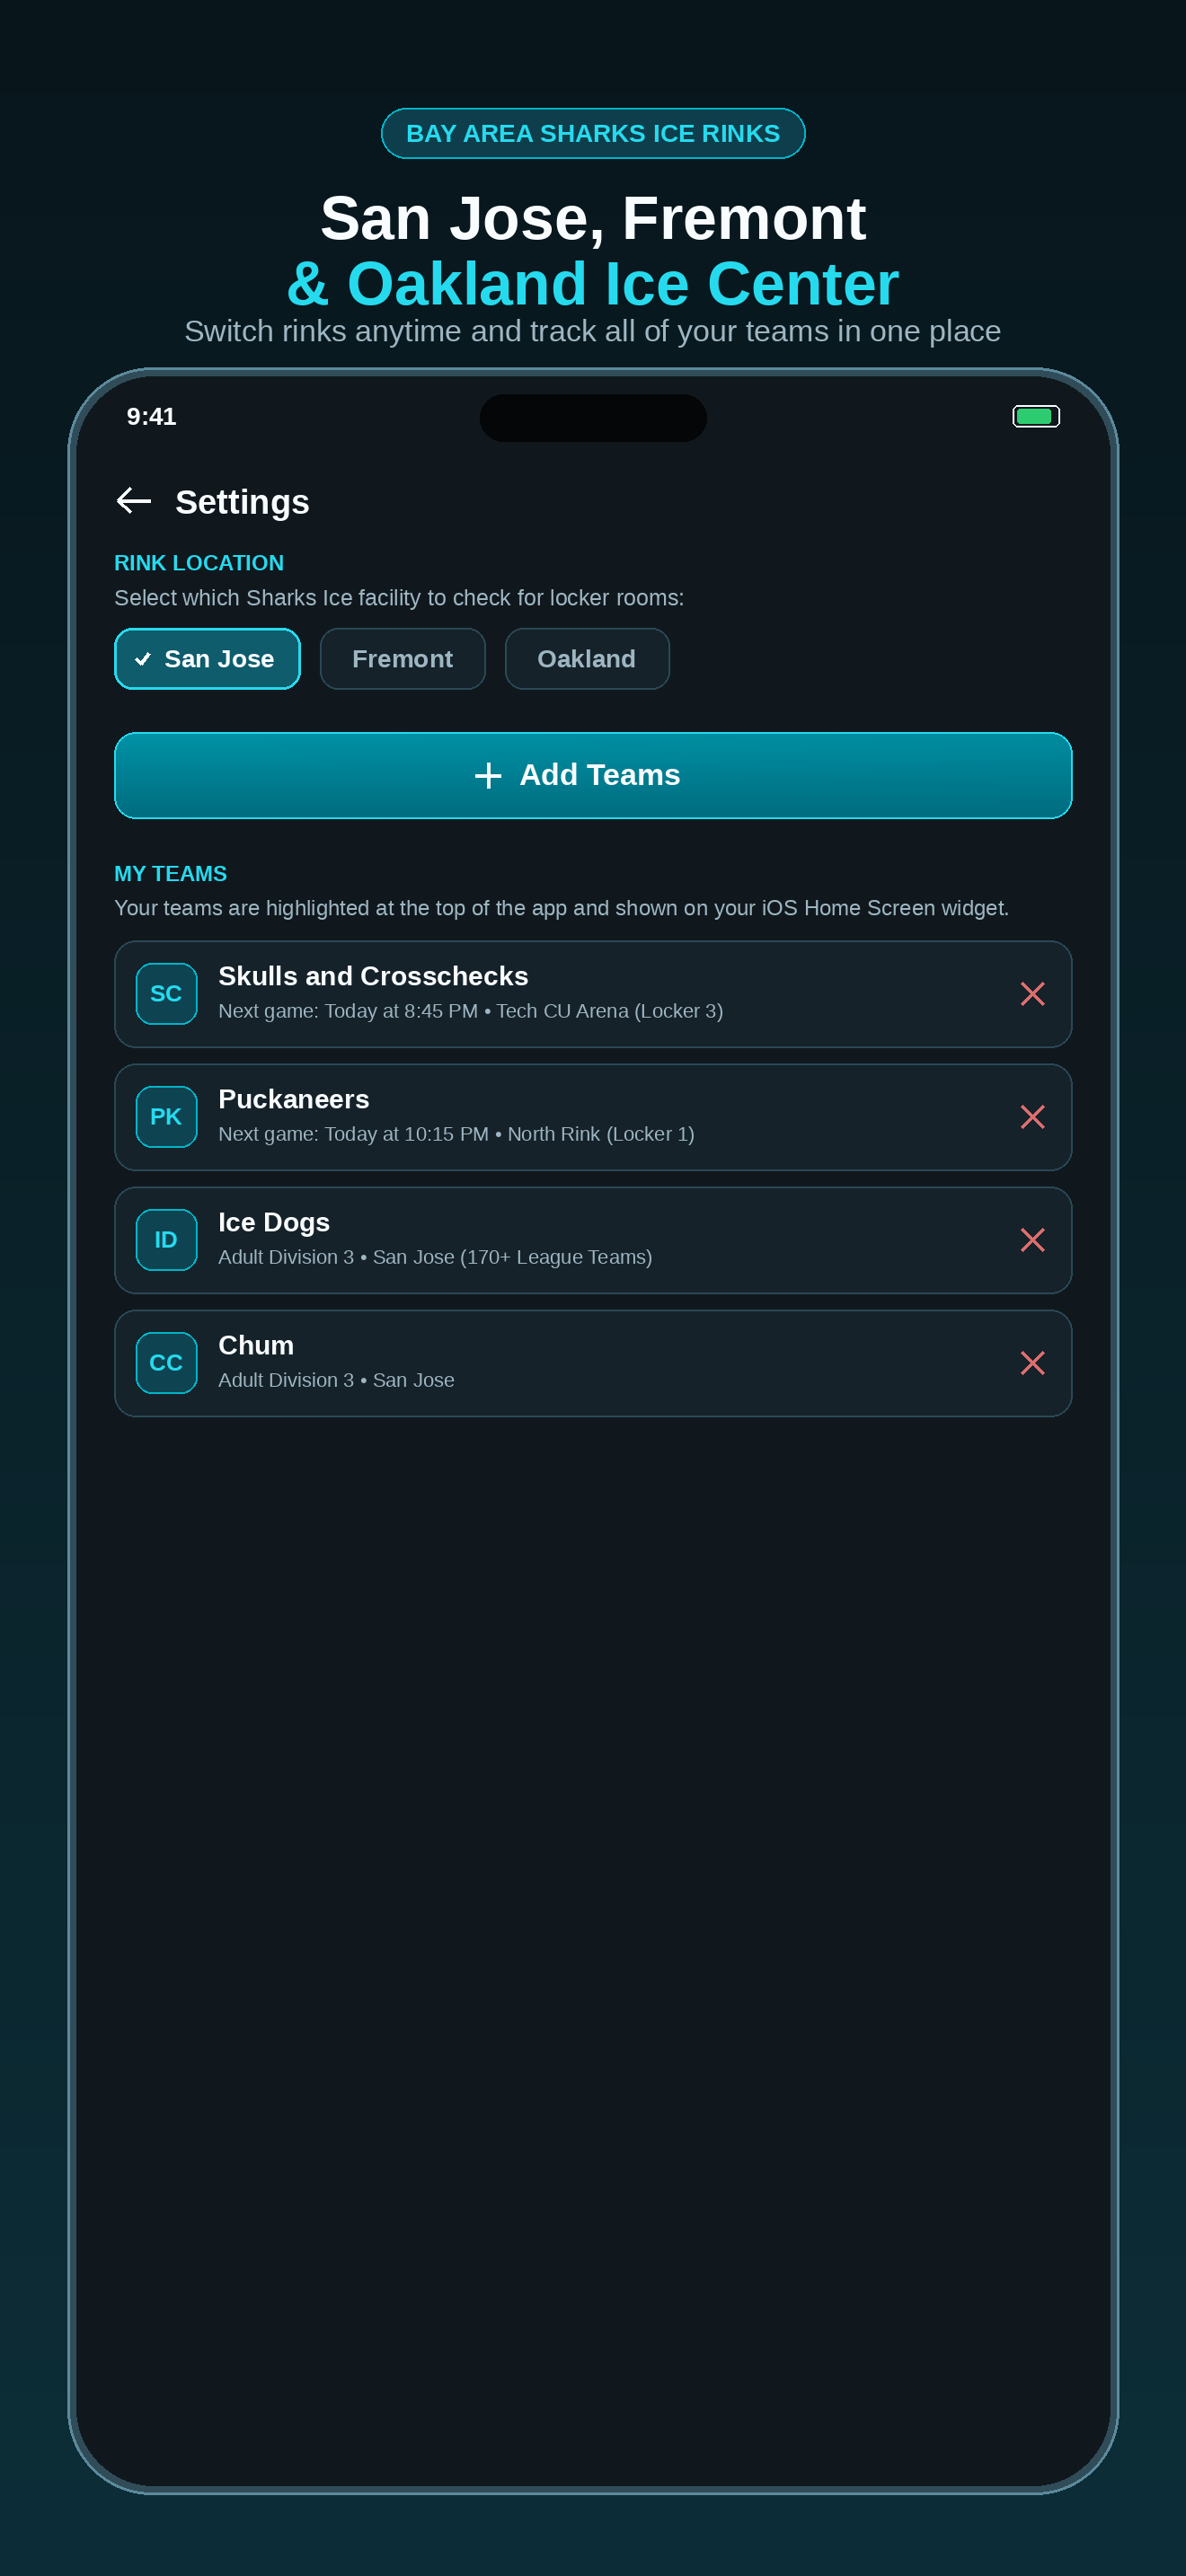 BAY AREA SHARKS ICE RINKS
San Jose, Fremont
& Oakland Ice Center
Switch rinks anytime and track all of your teams in one place
9:41
Settings
RINK LOCATION
Select which Sharks Ice facility to check for locker rooms:
San Jose
Fremont
Oakland
Add Teams
MY TEAMS
Your teams are highlighted at the top of the app and shown on your iOS Home Screen widget.
SC
Skulls and Crosschecks
Next game: Today at 8:45 PM • Tech CU Arena (Locker 3)
PK
Puckaneers
Next game: Today at 10:15 PM • North Rink (Locker 1)
ID
Ice Dogs
Adult Division 3 • San Jose (170+ League Teams)
CC
Chum
Adult Division 3 • San Jose